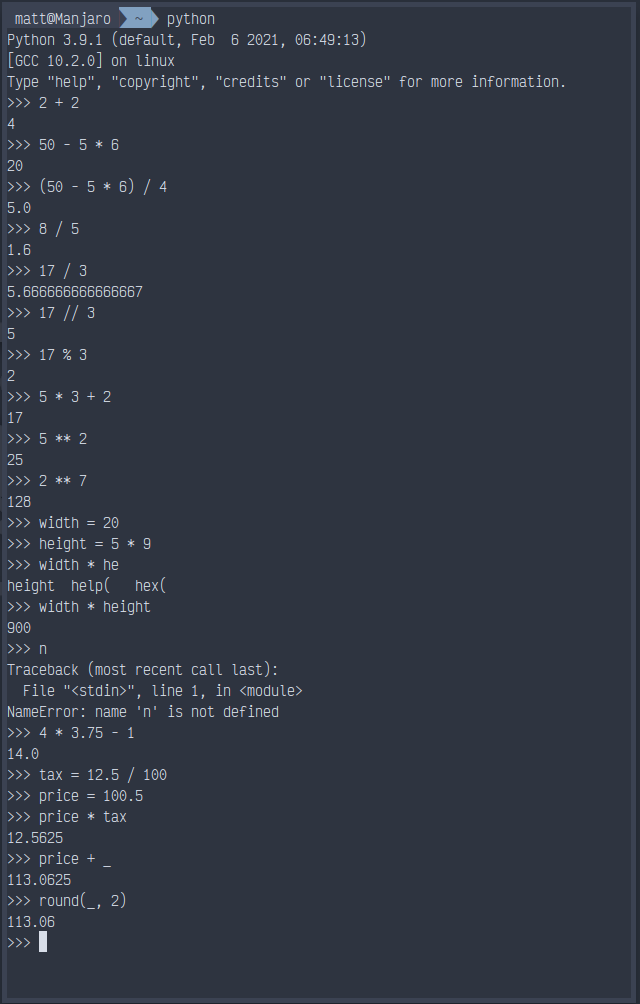 matt@Manjaro ~ python
Python 3.9.1 (default, Feb  6 2021, 06:49:13)
[GCC 10.2.0] on linux
Type "help", "copyright", "credits" or "license" for more information.
>>> 2 + 2
4
>>> 50 - 5 * 6
20
>>> (50 - 5 * 6) / 4
5.0
>>> 8 / 5
1.6
>>> 17 / 3
5.666666666666667
>>> 17 // 3
5
>>> 17 % 3
2
>>> 5 * 3 + 2
17
>>> 5 ** 2
25
>>> 2 ** 7
128
>>> width = 20
>>> height = 5 * 9
>>> width * he
height  help(   hex(
>>> width * height
900
>>> n
Traceback (most recent call last):
  File "<stdin>", line 1, in <module>
NameError: name 'n' is not defined
>>> 4 * 3.75 - 1
14.0
>>> tax = 12.5 / 100
>>> price = 100.5
>>> price * tax
12.5625
>>> price + _
113.0625
>>> round(_, 2)
113.06
>>>